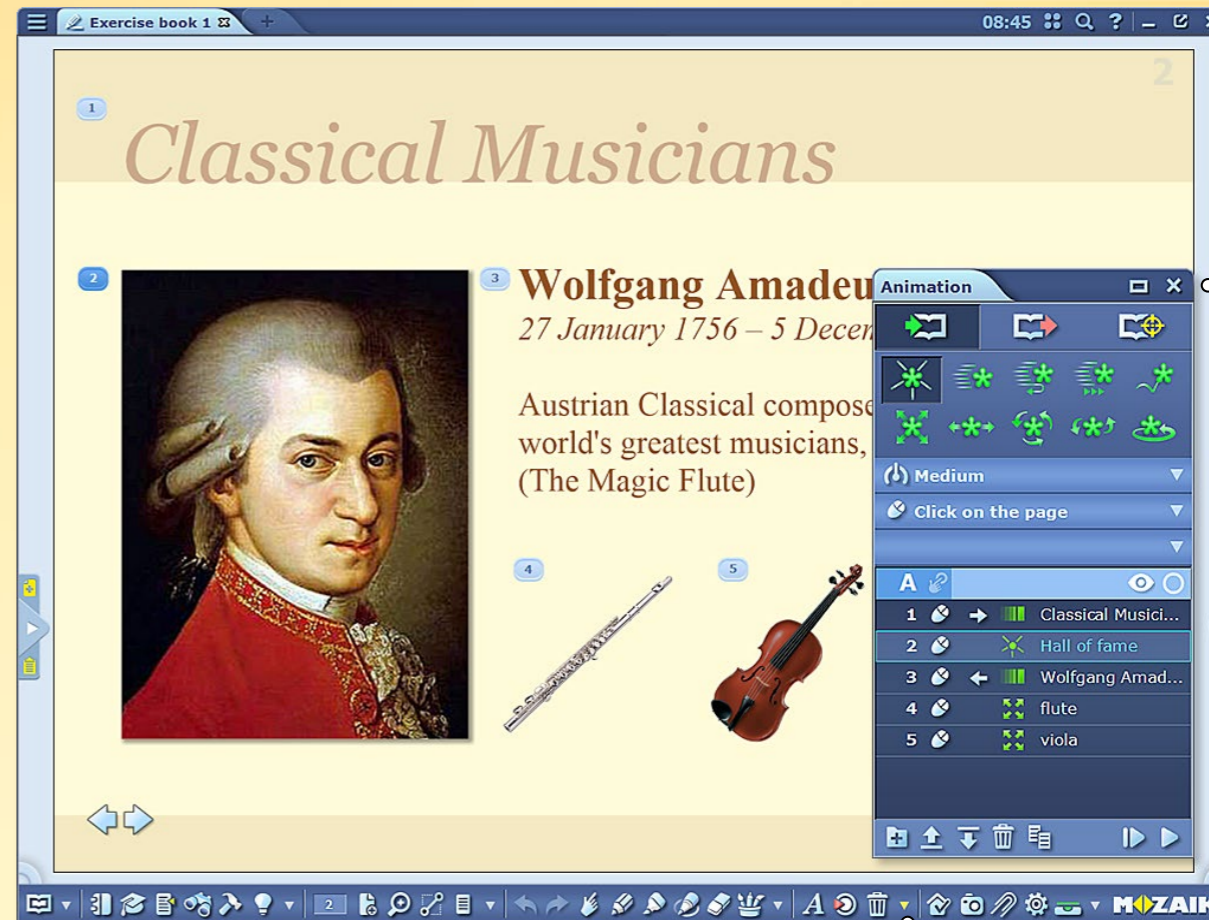 Exercise book 1
08:45
2
1
Classical Musicians
2
3
Wolfgang Amadeu
27 January 1756 – 5 Decem
Austrian Classical compose
world's greatest musicians,
(The Magic Flute)
4
5
Animation
Medium
Click on the page
A
1 Classical Musici...
2 Hall of fame
3 Wolfgang Amad...
4 flute
5 viola
2
A
MOZAIK